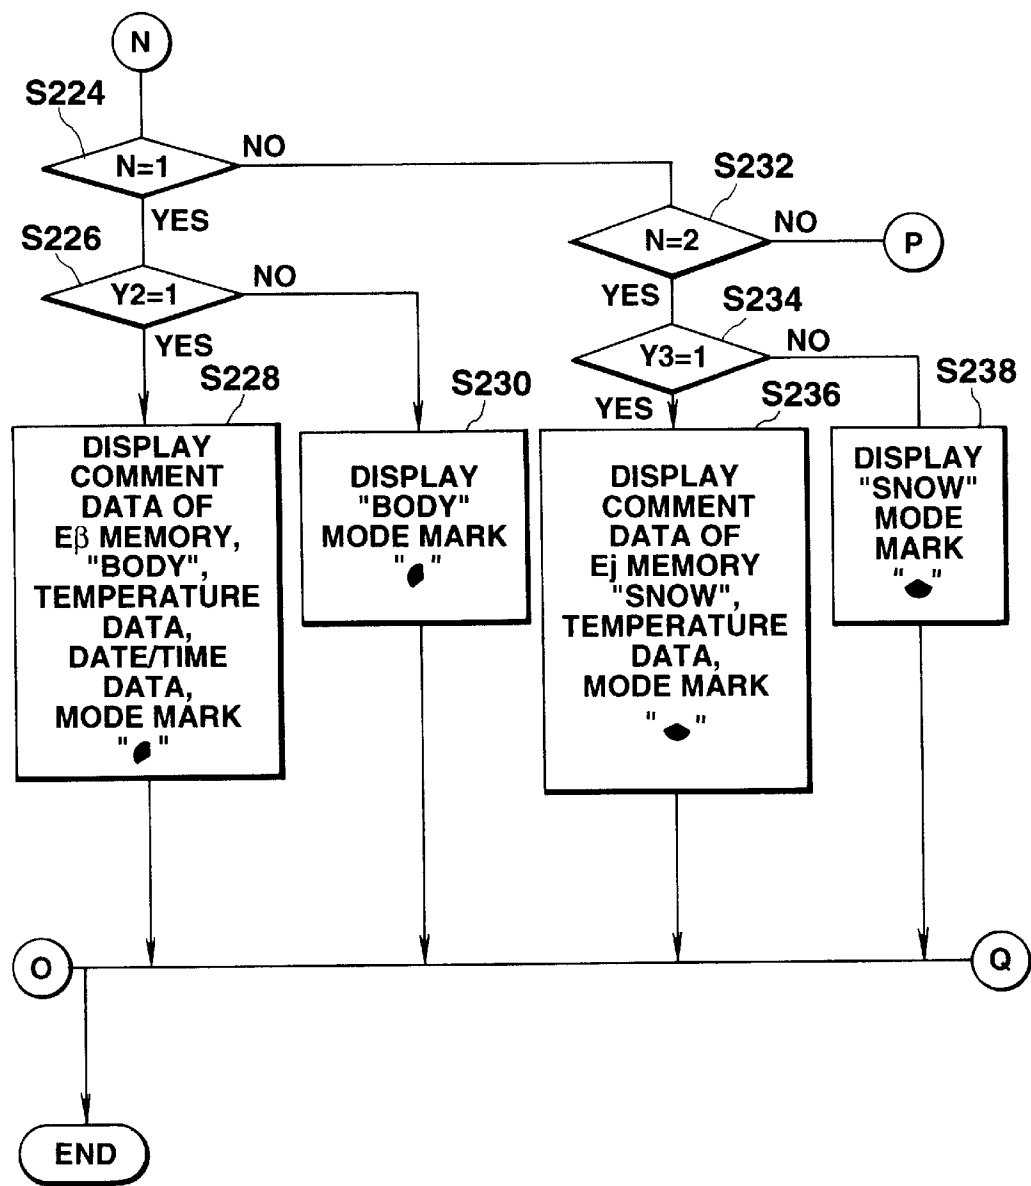 N
S224
N=1
NO
YES
S232
N=2
NO
P
YES
S226
Y2=1
NO
YES
S234
Y3=1
NO
YES
S228
DISPLAY
COMMENT
DATA OF
Eβ MEMORY,
"BODY",
TEMPERATURE
DATA,
DATE/TIME
DATA,
MODE MARK
" "
S230
DISPLAY
"BODY"
MODE MARK
" "
S236
DISPLAY
COMMENT
DATA OF
Ej MEMORY
"SNOW",
TEMPERATURE
DATA,
MODE MARK
" "
S238
DISPLAY
"SNOW"
MODE
MARK
" "
O
Q
END